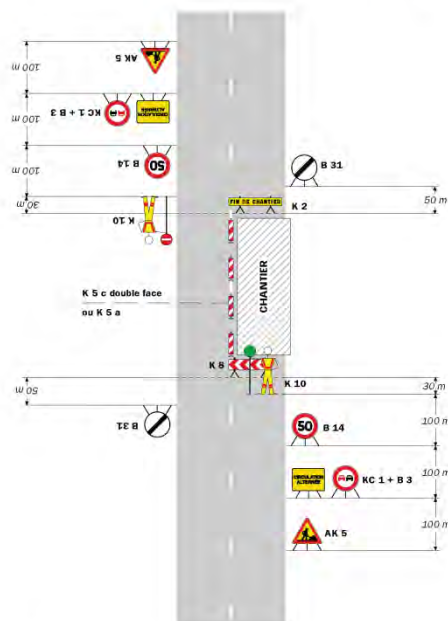 100 m
AK 5
100 m
KC 1 + B 3
CIRCULATION
ALTERNÉE
100 m
B 14
50
30 m
K 10
B 31
50 m
FIN DE CHANTIER
K 2
K 5 c double face
ou K 5 a
CHANTIER
K 8
K 10
50 m
B 31
30 m
50
B 14
100 m
CIRCULATION
ALTERNÉE
KC 1 + B 3
100 m
AK 5
100 m